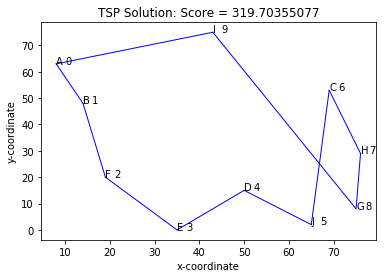 TSP Solution: Score = 319.70355077
I 9
70
A 0
60
C 6
50
B 1
y-coordinate
40
30
H 7
20
F 2
D 4
10
G 8
J 5
0
E 3
10 20 30 40 50 60 70
x-coordinate